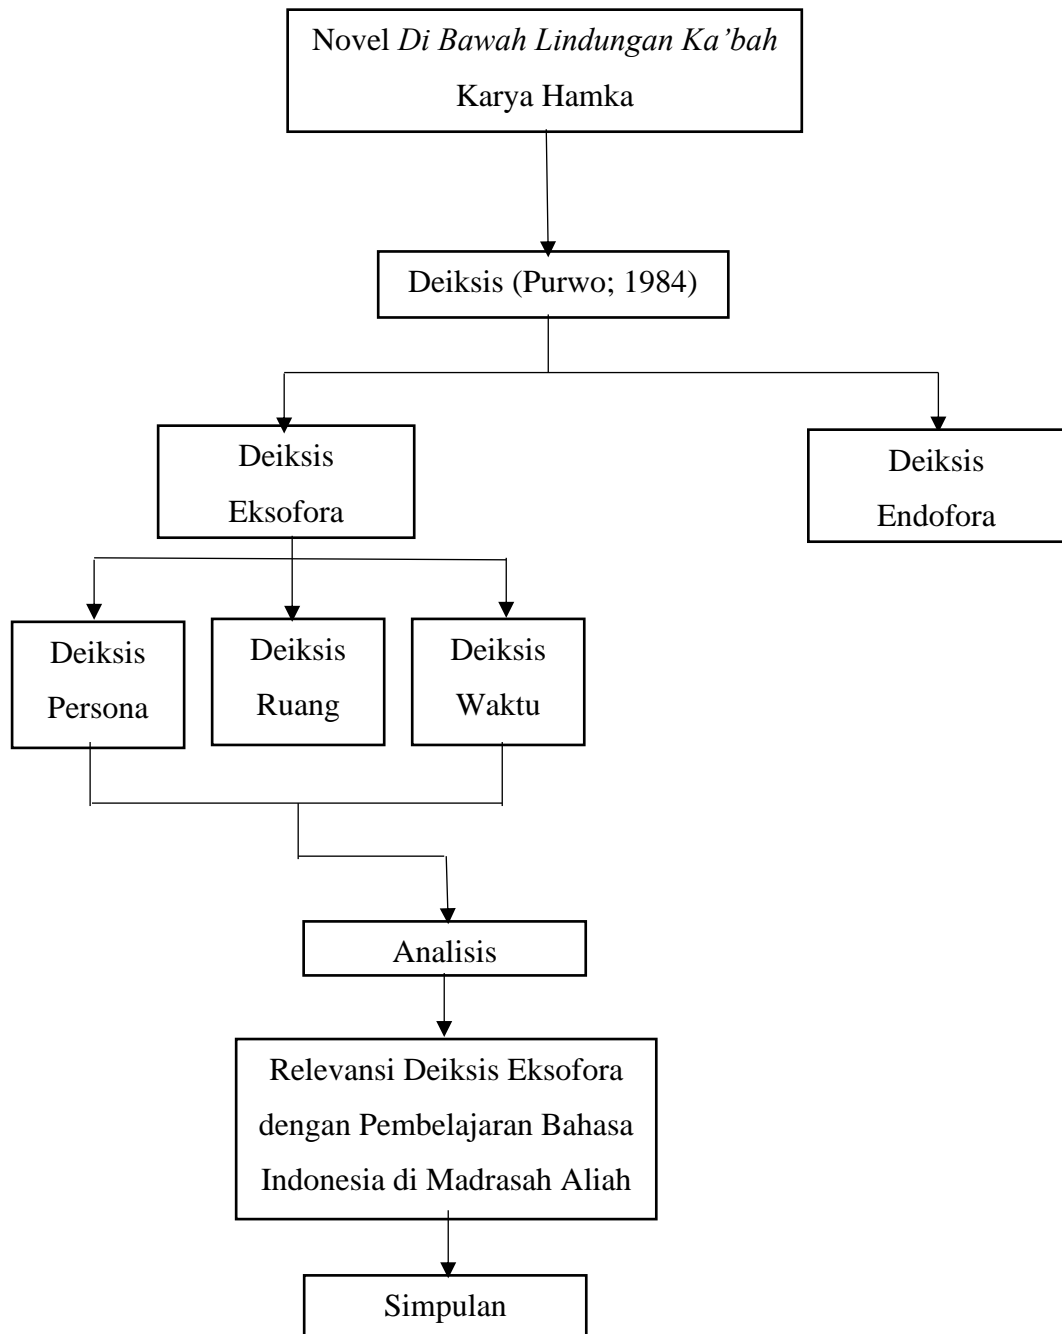 Novel Di Bawah Lindungan Ka’bah
Karya Hamka
Deiksis (Purwo; 1984)
Deiksis
Eksofora
Deiksis
Endofora
Deiksis
Persona
Deiksis
Ruang
Deiksis
Waktu
Analisis
Relevansi Deiksis Eksofora
dengan Pembelajaran Bahasa
Indonesia di Madrasah Aliah
Simpulan